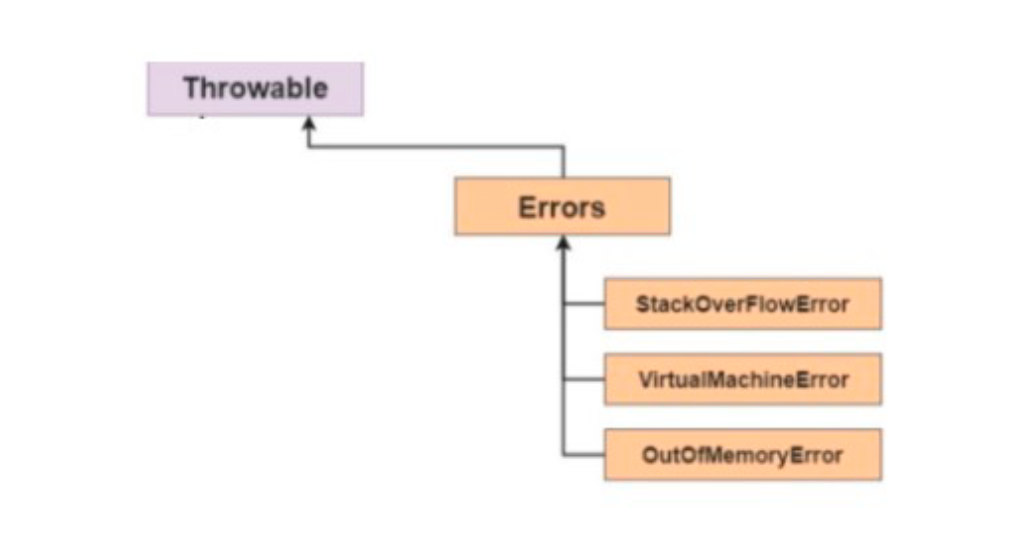 Throwable
Errors
StackOverFlowError
VirtualMachineError
OutOfMemoryError